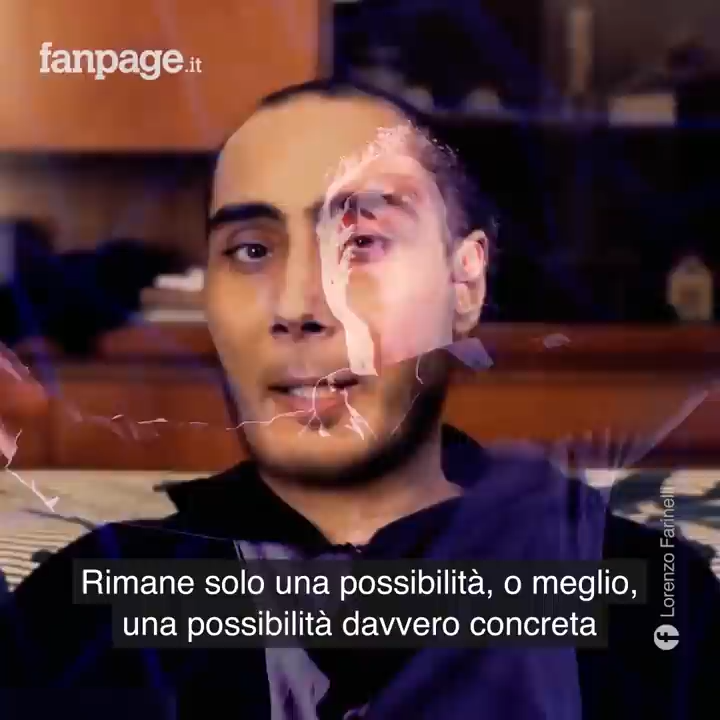 fanpage.it
Lorenzo Farinelli
Rimane solo una possibilità, o meglio,
una possibilità davvero concreta